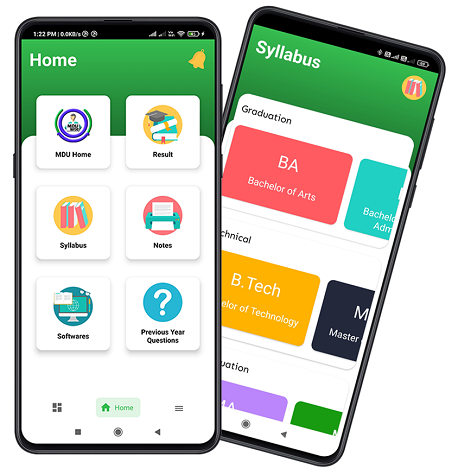 1:22 PM | 0.0KB/s
Home
MDU Home
Result
Syllabus
Notes
Softwares
Previous Year
Questions
Home
Syllabus
Graduation
BA
Bachelor of Arts
Bachelo
Adm
chnical
B.Tech
elor of Technology
M
Master
uation
MA